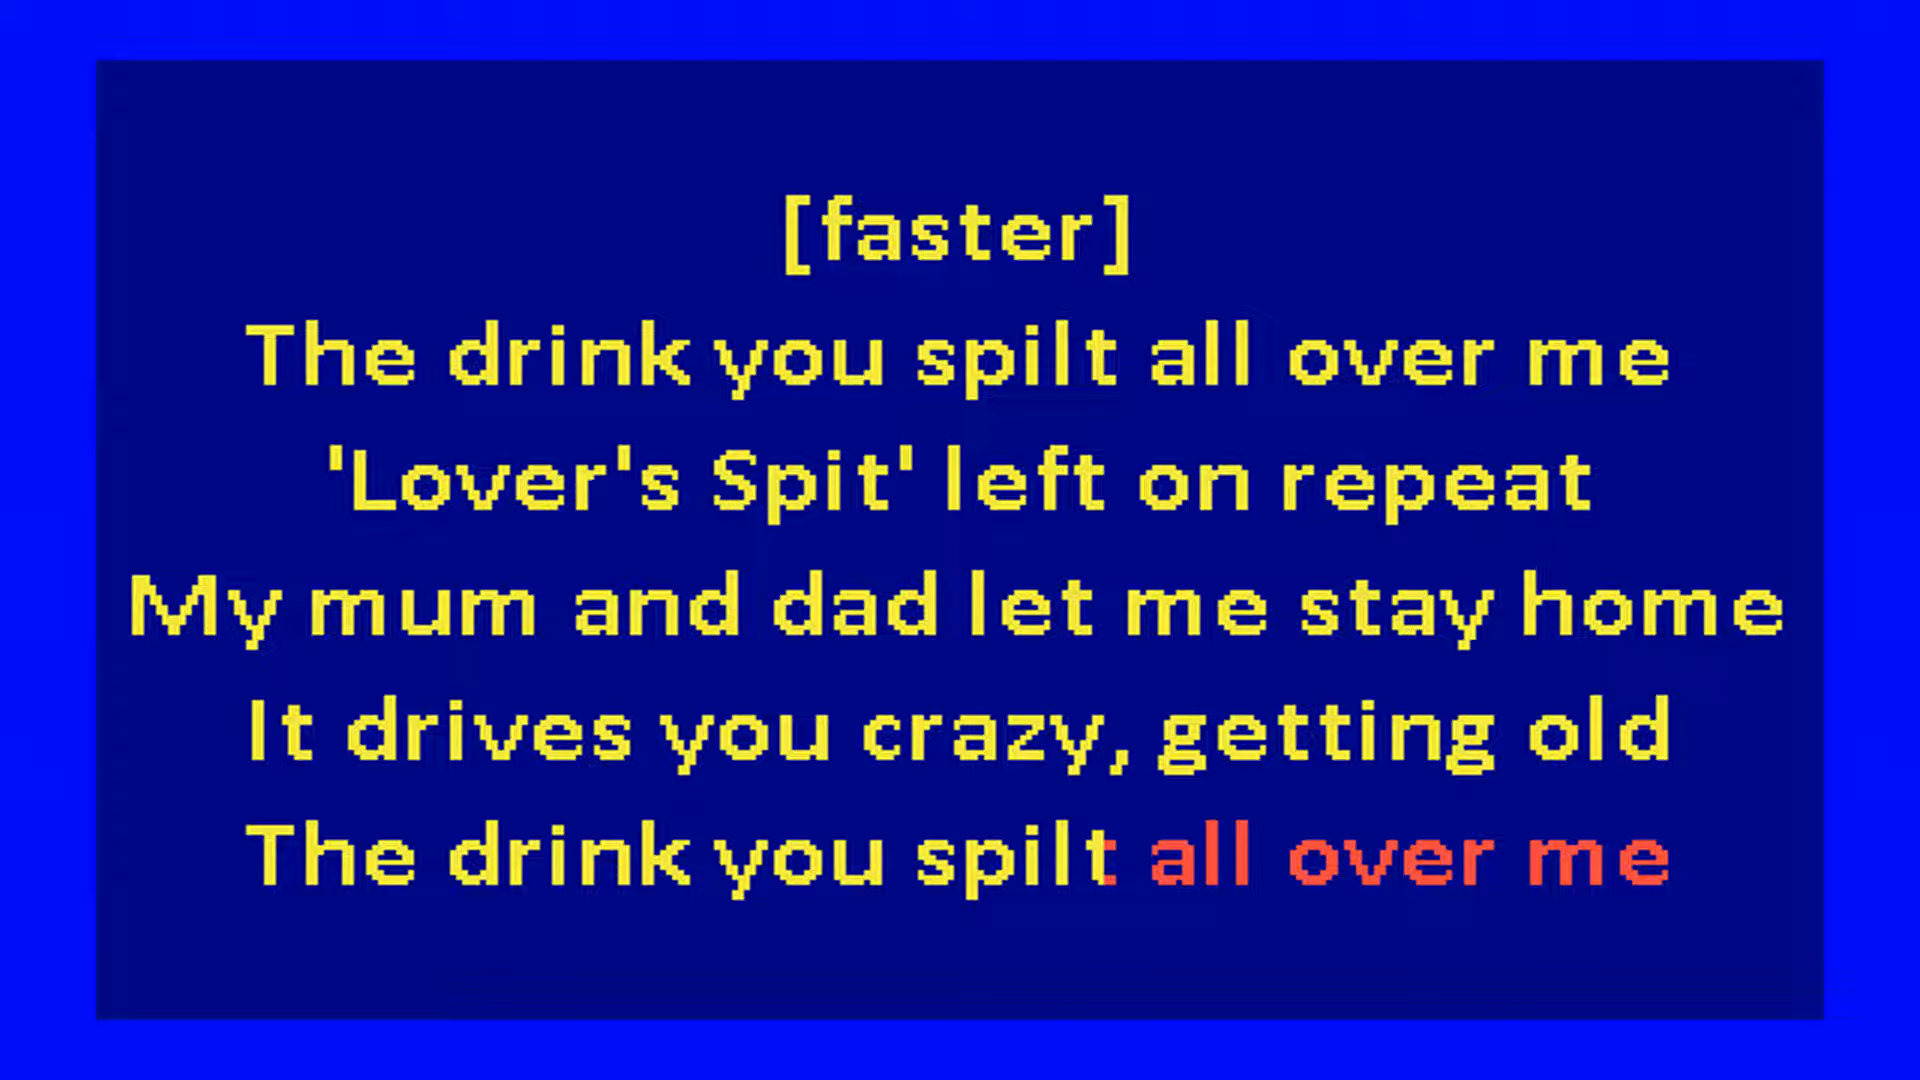 [faster]
The drink you spilt all over me
'Lover's Spit' left on repeat
My mum and dad let me stay home
It drives you crazy, getting old
The drink you spilt all over me